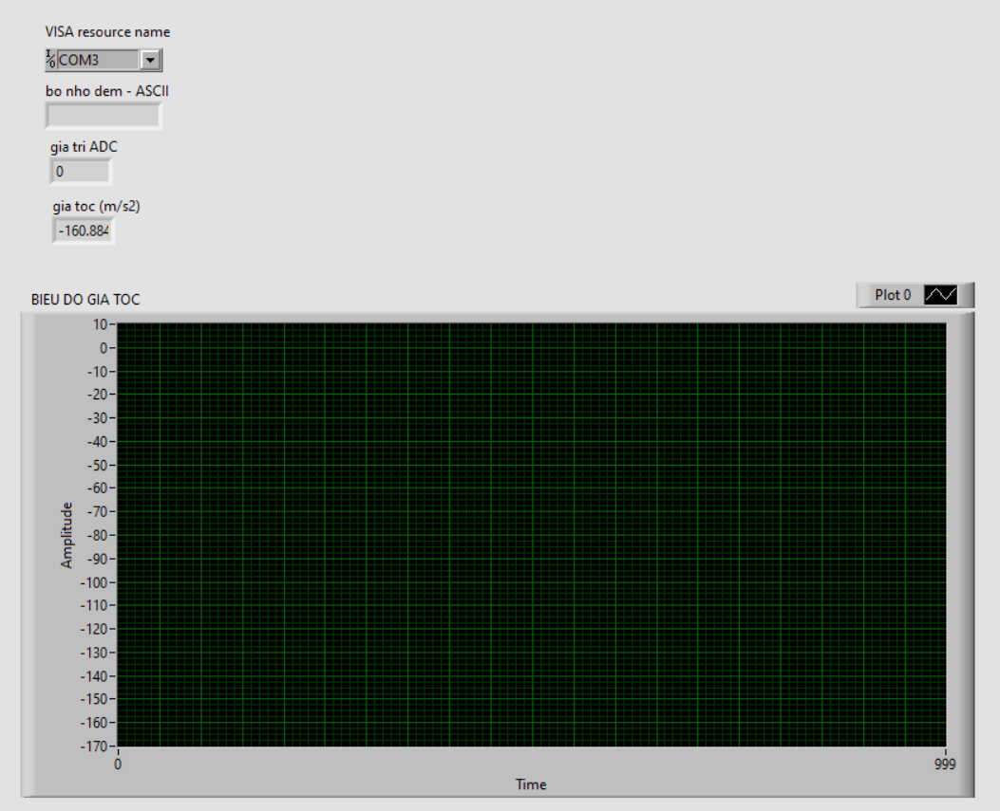 VISA resource name
COM3
bo nho dem - ASCII
gia tri ADC
0
gia toc (m/s2)
-160.884
BIEU DO GIA TOC
Plot 0
10
0
-10
-20
-30
-40
-50
-60
-70
-80
-90
-100
-110
-120
-130
-140
-150
-160
-170
Amplitude
0
999
Time